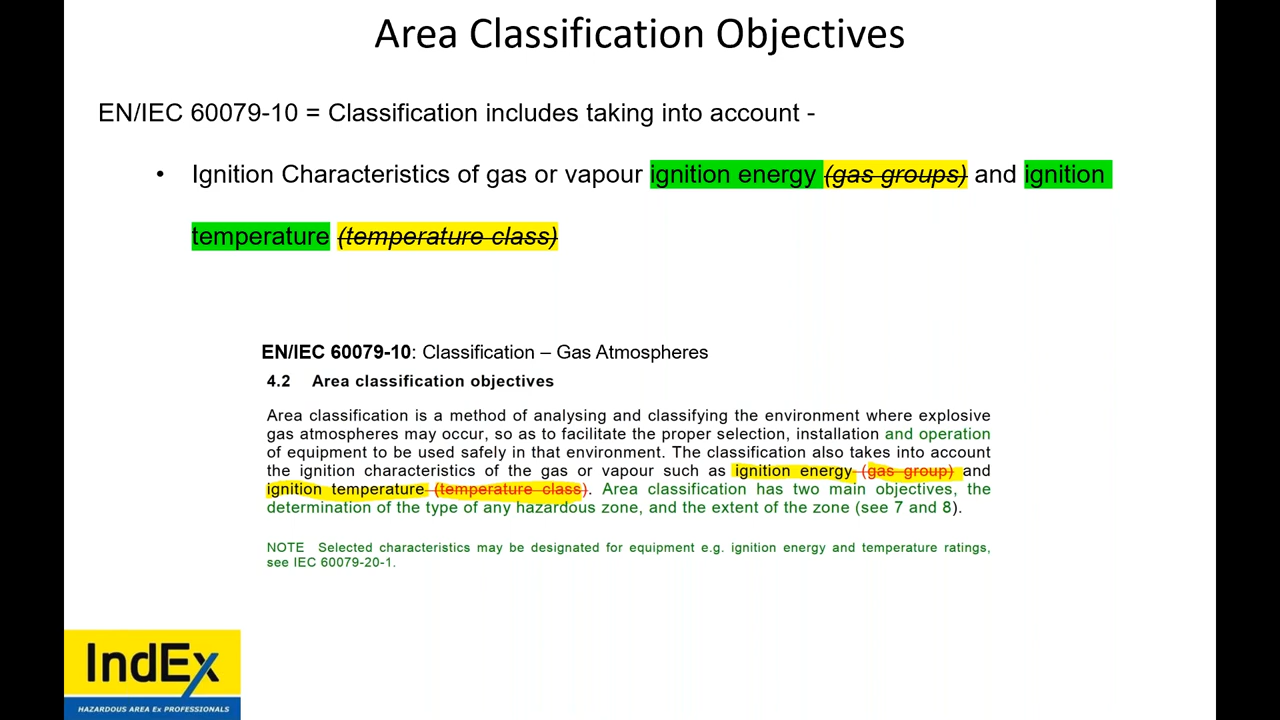 Area Classification Objectives
EN/IEC 60079-10 = Classification includes taking into account -
• Ignition Characteristics of gas or vapour ignition energy (gas groups) and ignition
temperature (temperature class)
EN/IEC 60079-10: Classification – Gas Atmospheres
4.2 Area classification objectives
Area classification is a method of analysing and classifying the environment where explosive
gas atmospheres may occur, so as to facilitate the proper selection, installation and operation
of equipment to be used safely in that environment. The classification also takes into account
the ignition characteristics of the gas or vapour such as ignition energy (gas group) and
ignition temperature (temperature class). Area classification has two main objectives, the
determination of the type of any hazardous zone, and the extent of the zone (see 7 and 8).
NOTE Selected characteristics may be designated for equipment e.g. ignition energy and temperature ratings,
see IEC 60079-20-1.
IndEx
HAZARDOUS AREA Ex PROFESSIONALS